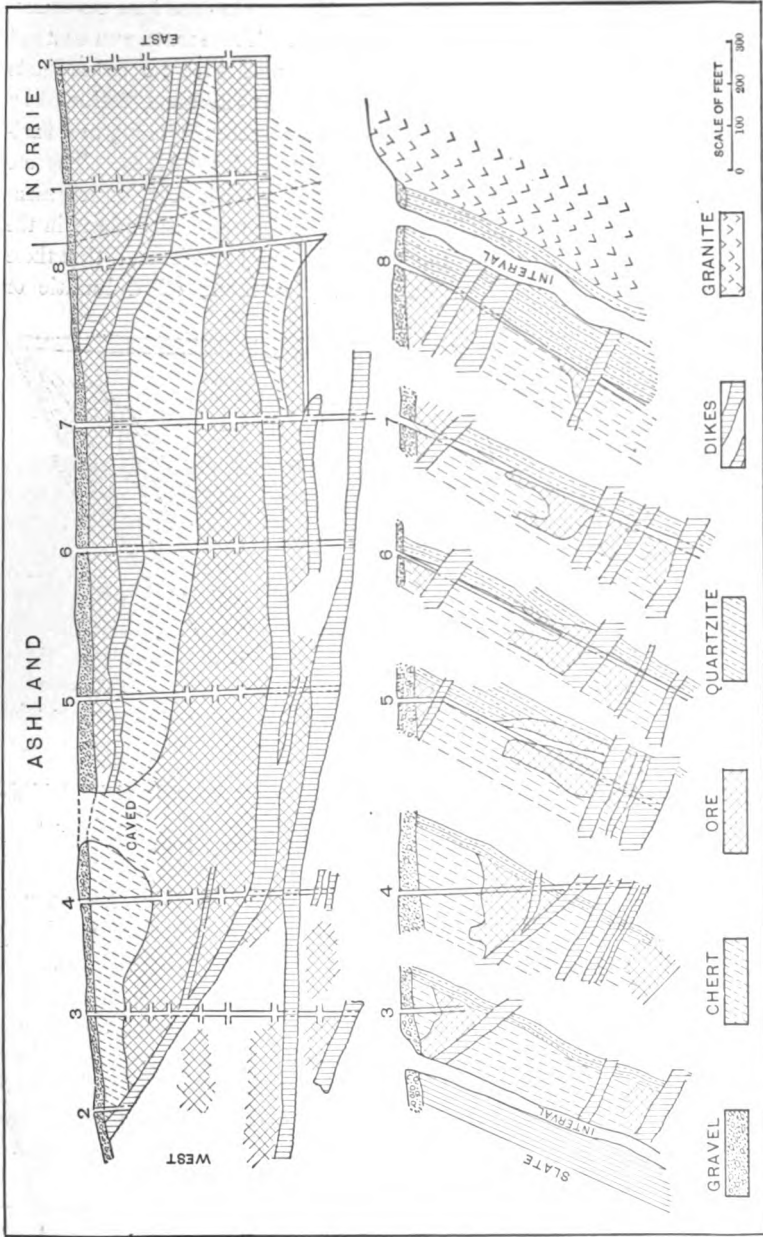 ASHLAND
NORRIE
2
3
4
5
6
7
8
1
2
WEST
CAVED
EAST
3
4
5
6
7
8
SLATE
INTERVAL
INTERVAL
GRAVEL
CHERT
ORE
QUARTZITE
DIKES
GRANITE
SCALE OF FEET
0 100 200 300